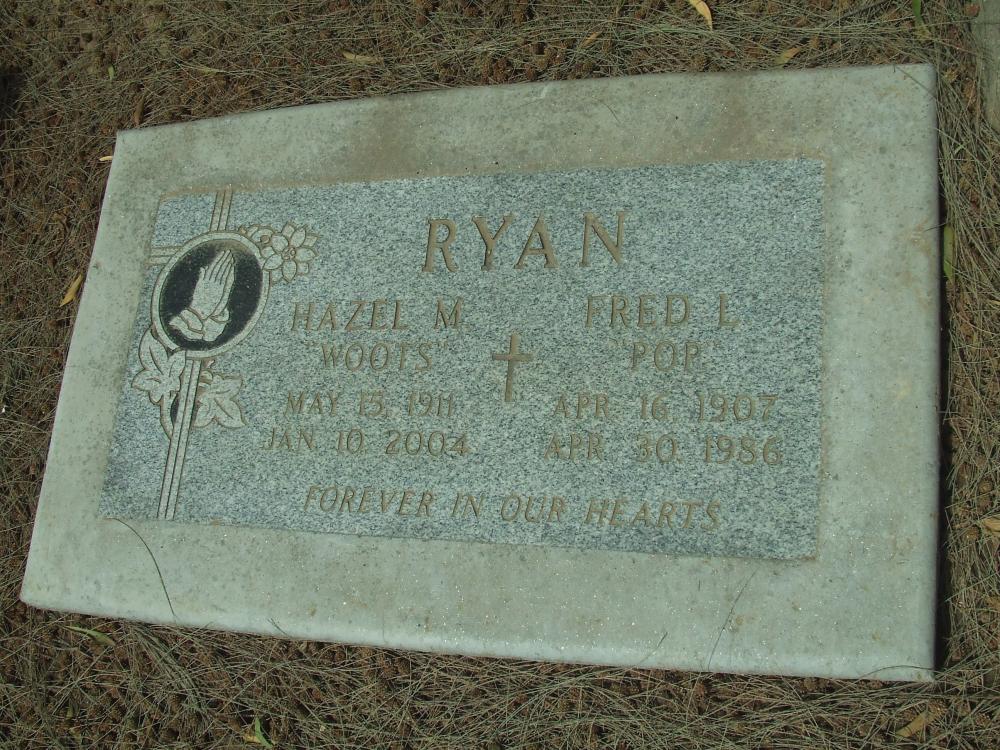 RYAN
HAZEL M. FRED L.
"WOOTS" "POP"
MAY 15, 1911 APR. 16, 1907
JAN. 10, 2004 APR. 30, 1986
FOREVER IN OUR HEARTS